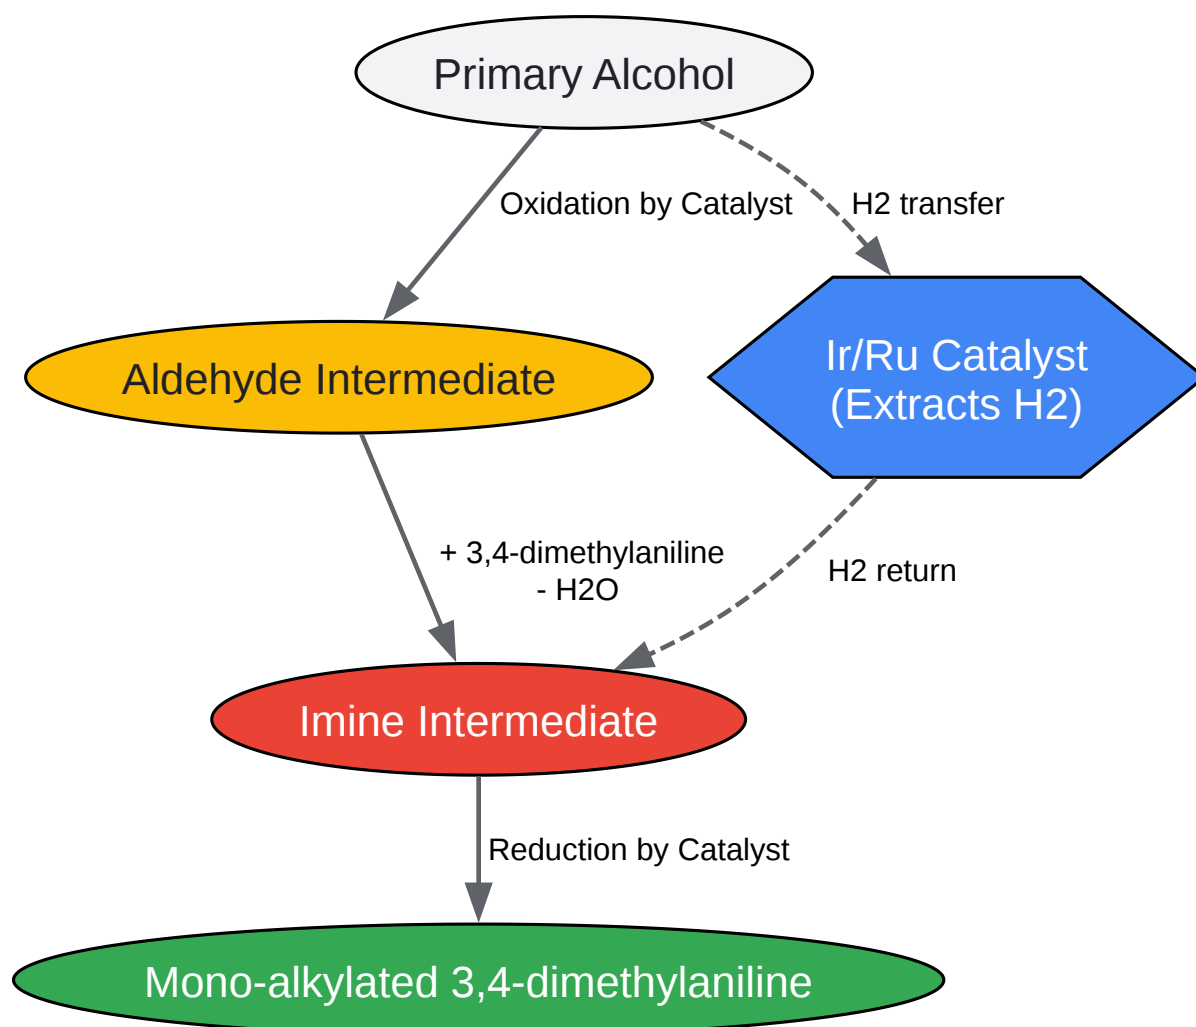 Primary Alcohol
Oxidation by Catalyst
H2 transfer
Aldehyde Intermediate
Ir/Ru Catalyst
(Extracts H2)
+ 3,4-dimethylaniline
- H2O
H2 return
Imine Intermediate
Reduction by Catalyst
Mono-alkylated 3,4-dimethylaniline